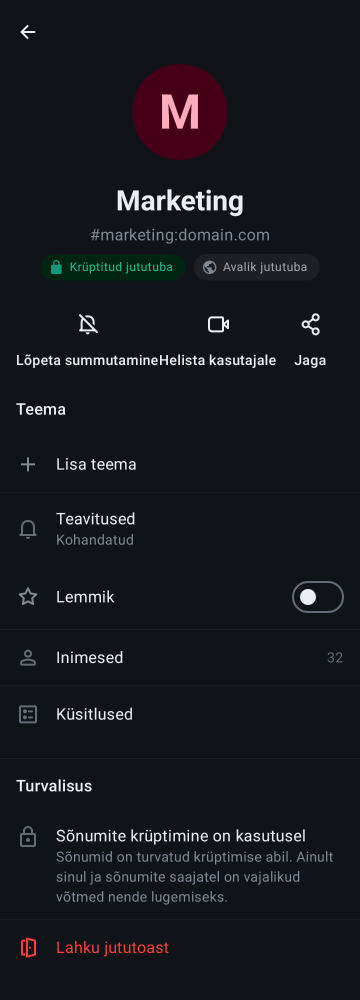 M
Marketing
#marketing:domain.com
Krüptitud jututuba
Avalik jututuba
Lõpeta summutamine
Helista kasutajale
Jaga
Teema
Lisa teema
Teavitused
Kohandatud
Lemmik
Inimesed
32
Küsitlused
Turvalisus
Sõnumite krüptimine on kasutusel
Sõnumid on turvatud krüptimise abil. Ainult
sinul ja sõnumite saajatel on vajalikud
võtmed nende lugemiseks.
Lahku jututoast